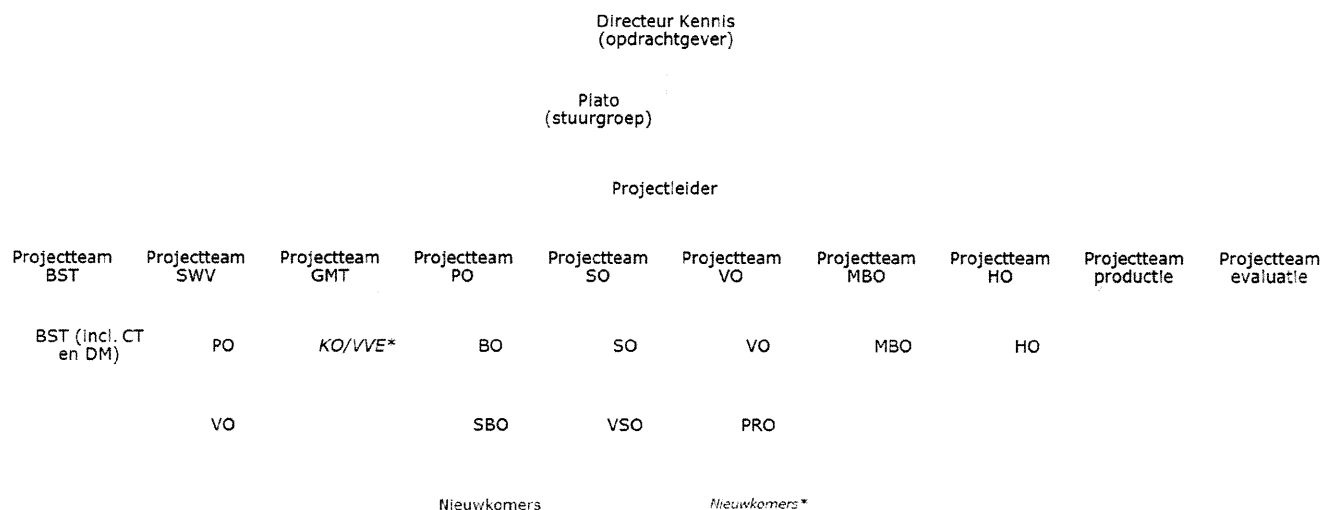 Directeur Kennis
(opdrachtgever)
Plato
(stuurgroep)
Projectleider
Projectteam BST
Projectteam SWV
Projectteam GMT
Projectteam PO
Projectteam SO
Projectteam VO
Projectteam MBO
Projectteam HO
Projectteam productie
Projectteam evaluatie
BST (incl. CT en DM)
PO
KO/VVE*
BO
SO
VO
MBO
HO
VO
SBO
VSO
PRO
Nieuwkomers
Nieuwkomers*